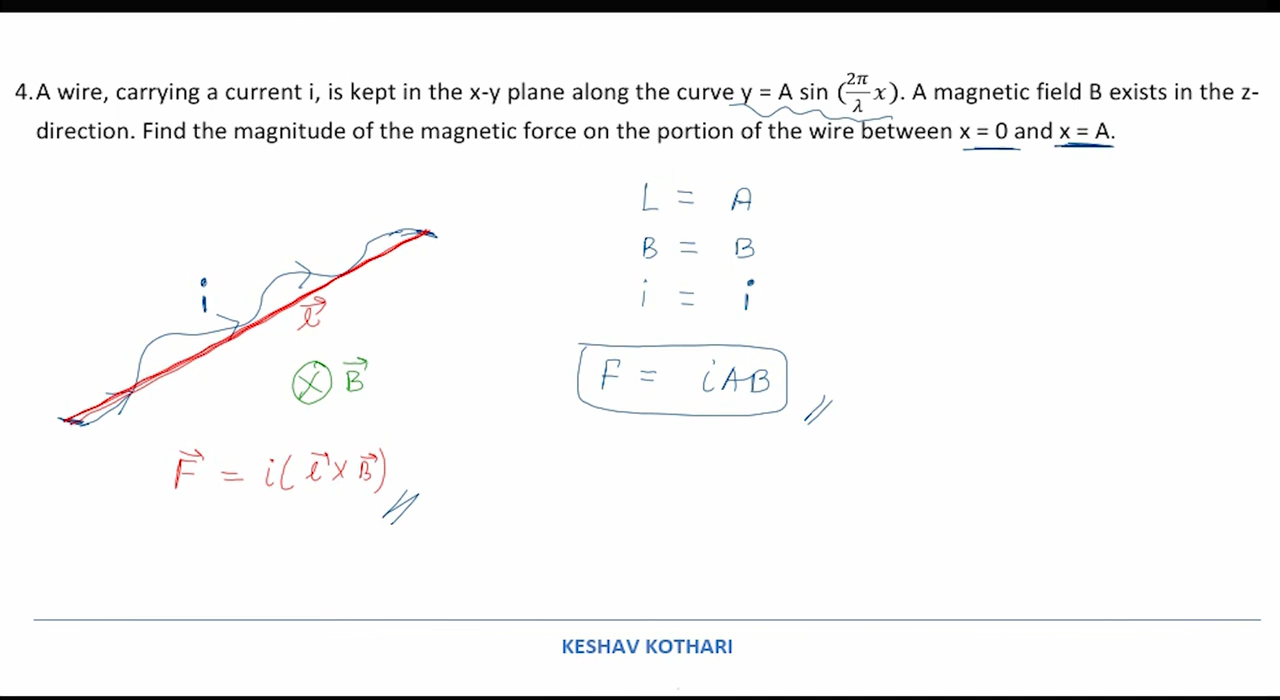 4.A wire, carrying a current i, is kept in the x-y plane along the curve y = A sin (2π/λ x). A magnetic field B exists in the z-
direction. Find the magnitude of the magnetic force on the portion of the wire between x = 0 and x = A.
L = A
B = B
i
i = i
l⃗
F = iAB
B⃗
F⃗ = i(l⃗ x B⃗)
KESHAV KOTHARI